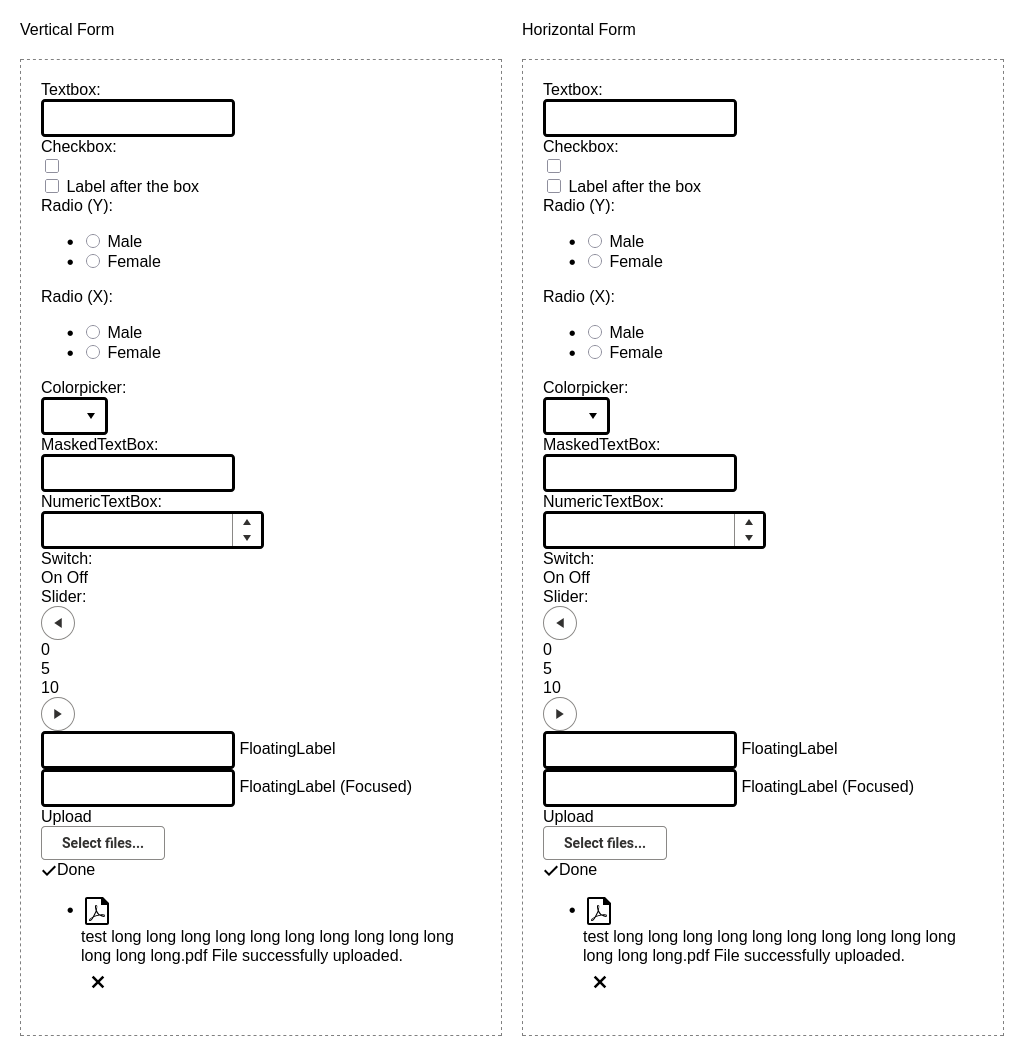 Vertical Form
Textbox:
Checkbox:
Label after the box
Radio (Y):
Male
Female
Radio (X):
Male
Female
Colorpicker:
MaskedTextBox:
NumericTextBox:
Switch:
On Off
Slider:
0
5
10
FloatingLabel
FloatingLabel (Focused)
Upload
Select files...
Done
test long long long long long long long long long long
long long long.pdf File successfully uploaded.
Horizontal Form
Textbox:
Checkbox:
Label after the box
Radio (Y):
Male
Female
Radio (X):
Male
Female
Colorpicker:
MaskedTextBox:
NumericTextBox:
Switch:
On Off
Slider:
0
5
10
FloatingLabel
FloatingLabel (Focused)
Upload
Select files...
Done
test long long long long long long long long long long
long long long.pdf File successfully uploaded.